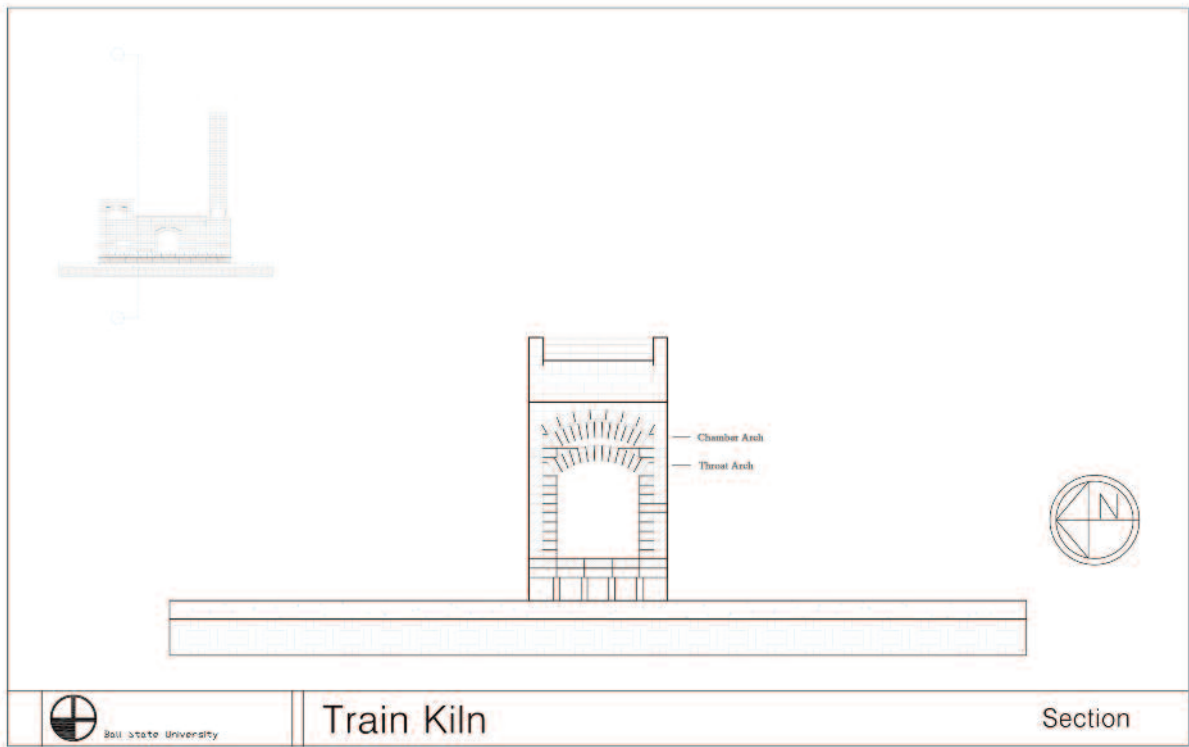 Chamber Arch
Throat Arch
N
Ball State University
Train Kiln
Section